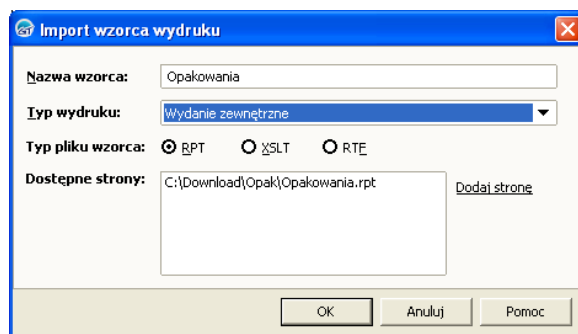 Import wzorca wydruku
Nazwa wzorca: Opakowania
Typ wydruku: Wydanie zewnętrzne
Typ pliku wzorca: RPT XSLT RTF
Dostępne strony: C:\Download\Opak\Opakowania.rpt Dodaj stronę
OK Anuluj Pomoc